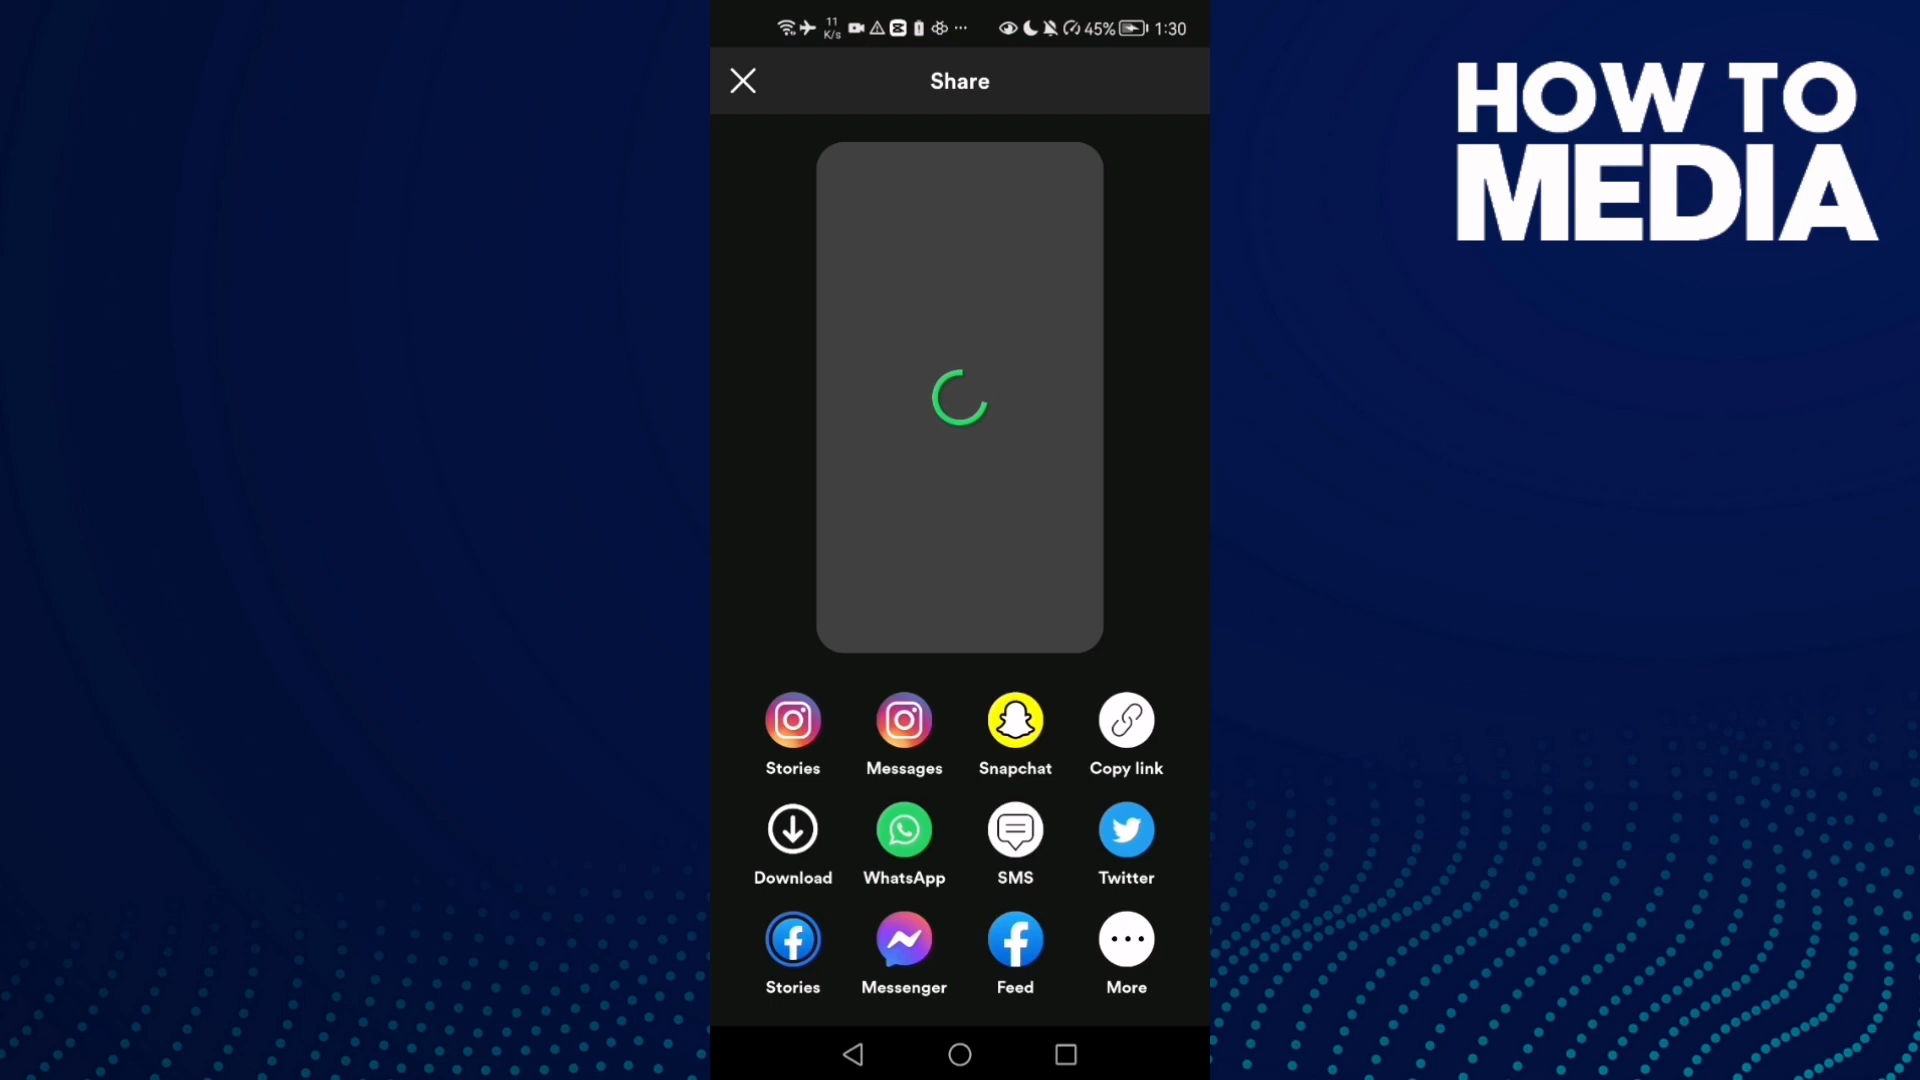 11
K/s
45%
1:30
Share
HOW TO
MEDIA
Stories Messages Snapchat Copy link
Download WhatsApp SMS Twitter
Stories Messenger Feed More